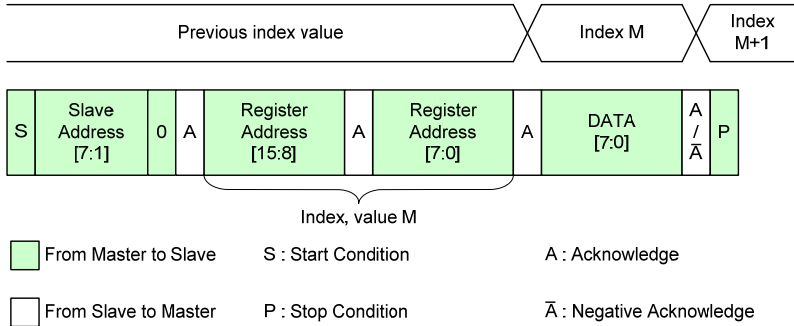 Previous index value
Index M
Index
M+1
S
Slave
Address
[7:1]
0
A
Register
Address
[15:8]
A
Register
Address
[7:0]
A
DATA
[7:0]
A
/
A̅
P
Index, value M
From Master to Slave
S : Start Condition
A : Acknowledge
From Slave to Master
P : Stop Condition
A̅ : Negative Acknowledge